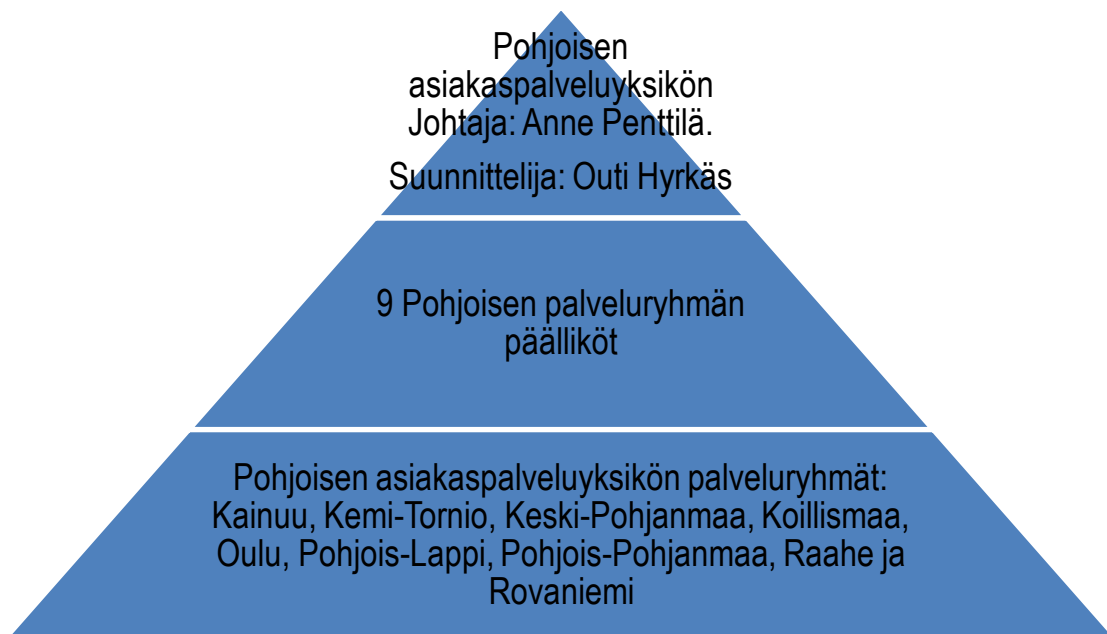 Pohjoisen
asiakaspalveluyksikön
Johtaja: Anne Penttilä.
Suunnittelija: Outi Hyrkäs
9 Pohjoisen palveluryhmän
päälliköt
Pohjoisen asiakaspalveluyksikön palveluryhmät:
Kainuu, Kemi-Tornio, Keski-Pohjanmaa, Koillismaa,
Oulu, Pohjois-Lappi, Pohjois-Pohjanmaa, Raahe ja
Rovaniemi